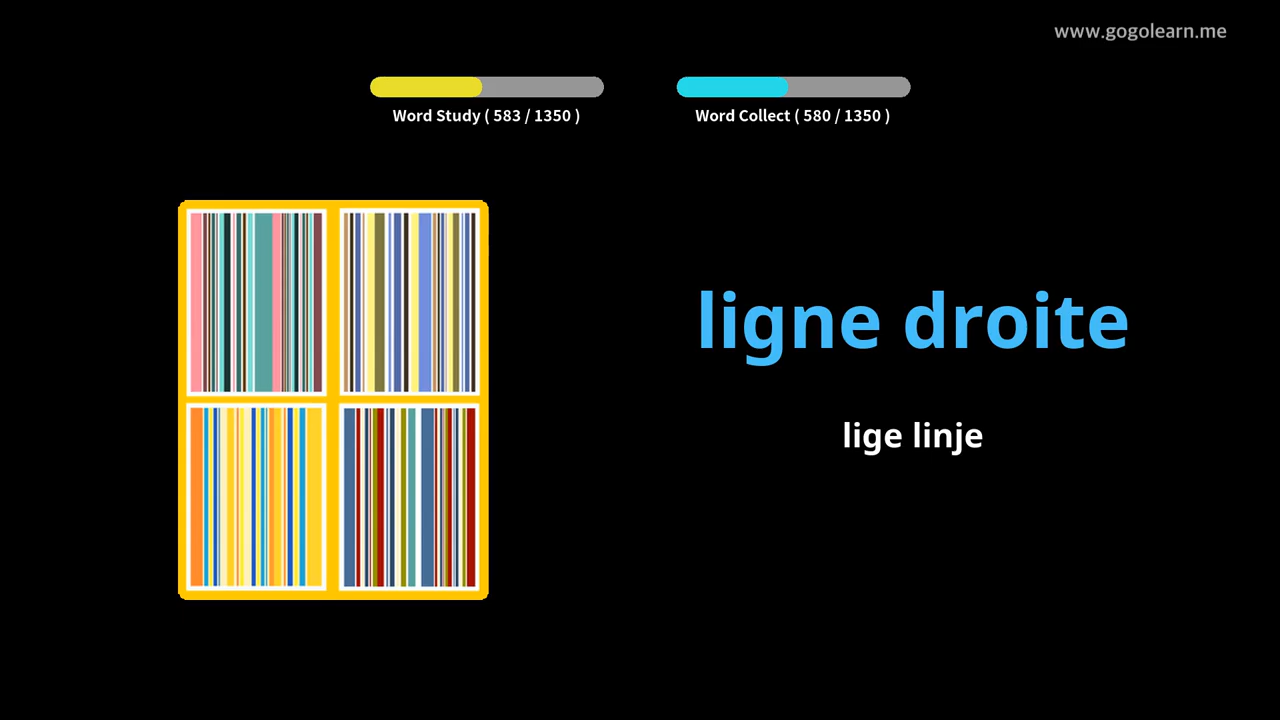 www.gogolearn.me
Word Study ( 583 / 1350 )
Word Collect ( 580 / 1350 )
ligne droite
lige linje